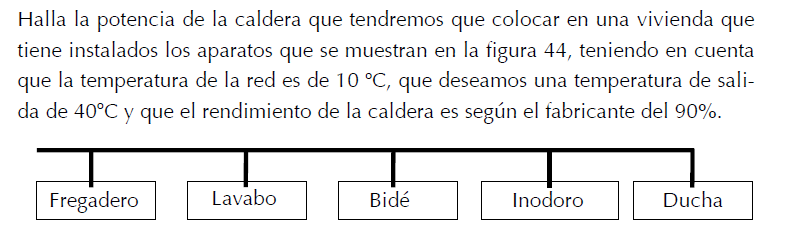 Halla la potencia de la caldera que tendremos que colocar en una vivienda que
tiene instalados los aparatos que se muestran en la figura 44, teniendo en cuenta
que la temperatura de la red es de 10 ºC, que deseamos una temperatura de sali-
da de 40°C y que el rendimiento de la caldera es según el fabricante del 90%.
Fregadero Lavabo Bidé Inodoro Ducha